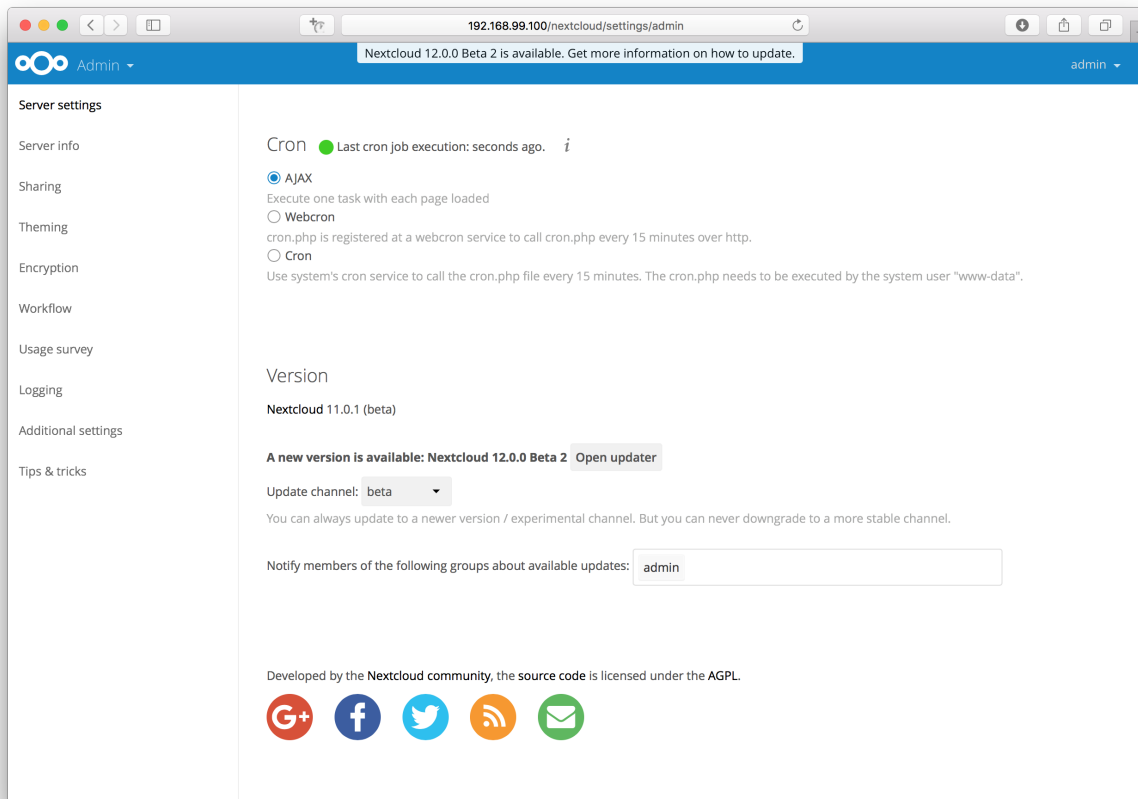 192.168.99.100/nextcloud/settings/admin
Nextcloud 12.0.0 Beta 2 is available. Get more information on how to update.
Admin
admin
Server settings
Server info
Sharing
Theming
Encryption
Workflow
Usage survey
Logging
Additional settings
Tips & tricks
Cron Last cron job execution: seconds ago. i
AJAX
Execute one task with each page loaded
Webcron
cron.php is registered at a webcron service to call cron.php every 15 minutes over http.
Cron
Use system's cron service to call the cron.php file every 15 minutes. The cron.php needs to be executed by the system user "www-data".
Version
Nextcloud 11.0.1 (beta)
A new version is available: Nextcloud 12.0.0 Beta 2 Open updater
Update channel: beta
You can always update to a newer version / experimental channel. But you can never downgrade to a more stable channel.
Notify members of the following groups about available updates: admin
Developed by the Nextcloud community, the source code is licensed under the AGPL.
G+ f